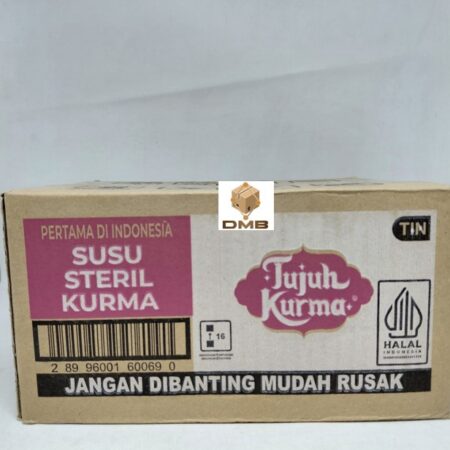 DMB
PERTAMA DI INDONESIA
SUSU
STERIL
KURMA
Tujuh
Kurma
TIN
16
HALAL
INDONESIA
2 89 96001 60069 0
JANGAN DIBANTING MUDAH RUSAK